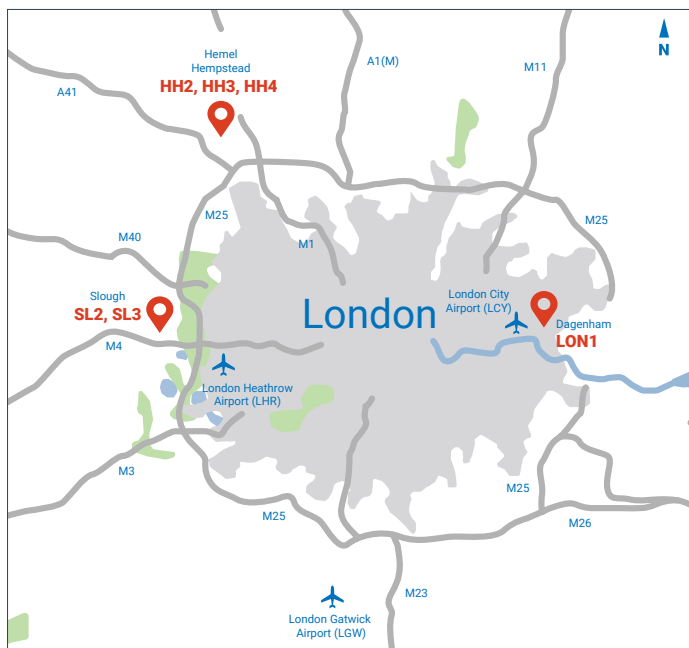 N
Hemel
Hempstead
HH2, HH3, HH4
A1(M)
M11
A41
M25
M25
M40
M1
Slough
SL2, SL3
London City
Airport (LCY)
London
Dagenham
LON1
M4
London Heathrow
Airport (LHR)
M3
M25
M25
M26
M23
London Gatwick
Airport (LGW)